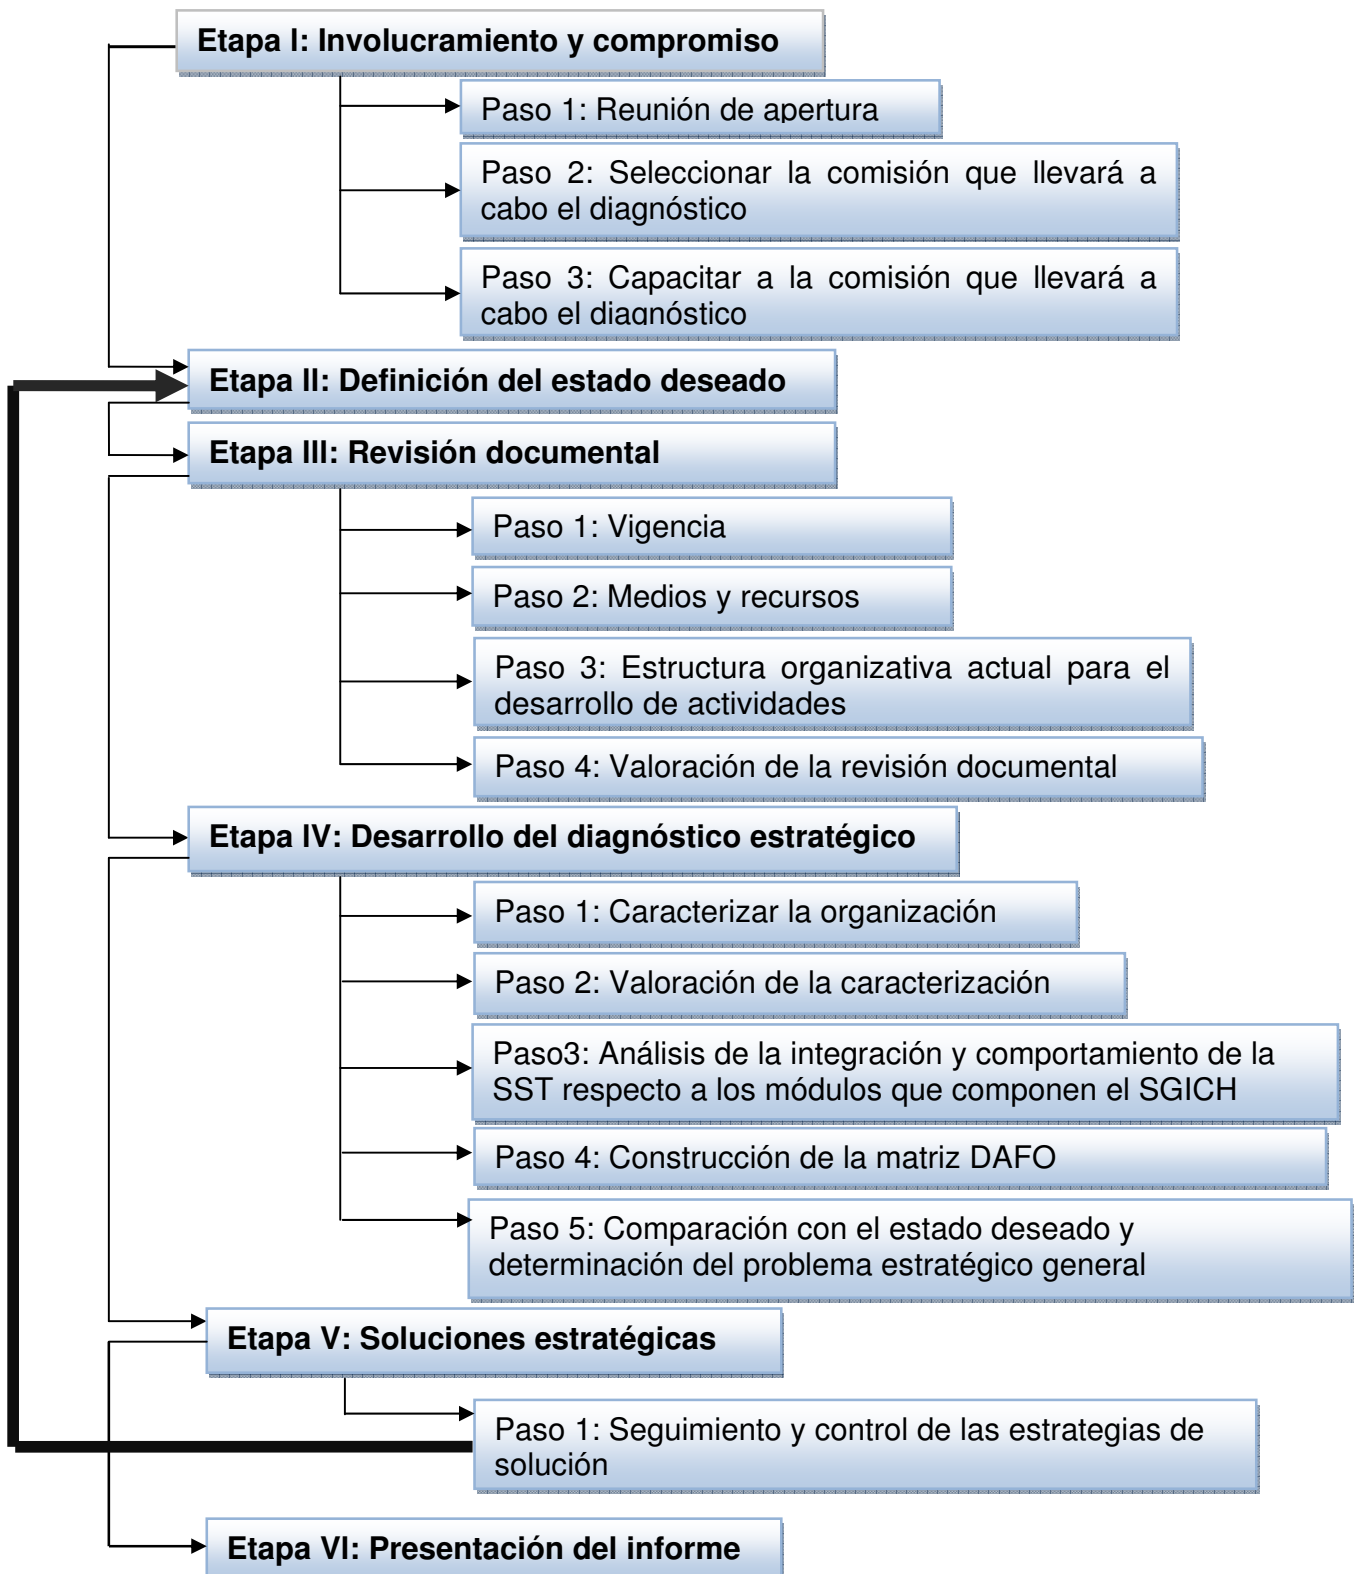 Etapa I: Involucramiento y compromiso
Paso 1: Reunión de apertura
Paso 2: Seleccionar la comisión que llevará a
cabo el diagnóstico
Paso 3: Capacitar a la comisión que llevará a
cabo el diagnóstico
Etapa II: Definición del estado deseado
Etapa III: Revisión documental
Paso 1: Vigencia
Paso 2: Medios y recursos
Paso 3: Estructura organizativa actual para el
desarrollo de actividades
Paso 4: Valoración de la revisión documental
Etapa IV: Desarrollo del diagnóstico estratégico
Paso 1: Caracterizar la organización
Paso 2: Valoración de la caracterización
Paso3: Análisis de la integración y comportamiento de la
SST respecto a los módulos que componen el SGICH
Paso 4: Construcción de la matriz DAFO
Paso 5: Comparación con el estado deseado y
determinación del problema estratégico general
Etapa V: Soluciones estratégicas
Paso 1: Seguimiento y control de las estrategias de
solución
Etapa VI: Presentación del informe